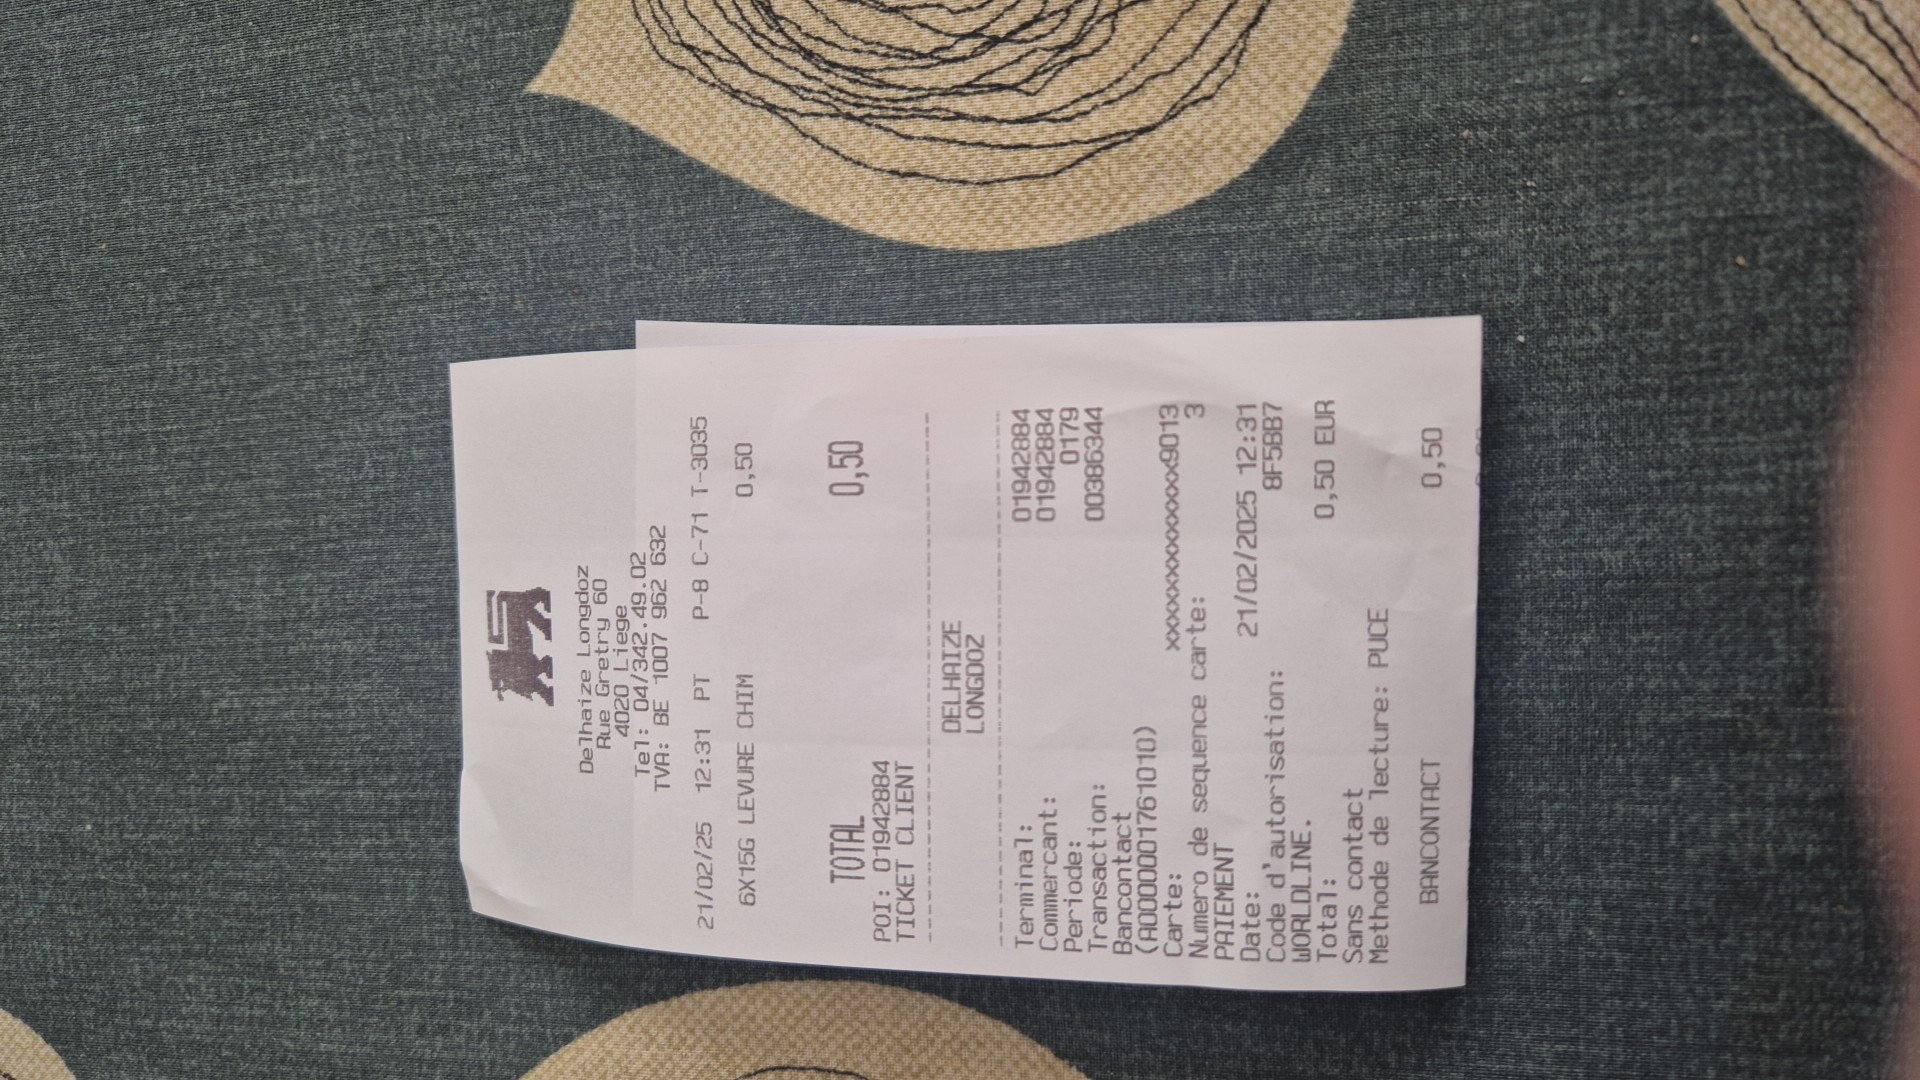 Delhaize Longdoz
Rue Gretry 60
4020 Liege
Tel: 04/342.49.02
TVA: BE 1007 962 632
21/02/25 12:31 PT P-8 C-71 T-3035
6X15G LEVURE CHIM 0,50
TOTAL 0,50
POI: 01942884
TICKET CLIENT
DELHAIZE
LONGDOZ
Terminal: 01942884
Commercant: 01942884
Periode: 0179
Transaction: 00386344
Bancontact
(A0000001761010)
Carte: xxxxxxxxxxxxxxx9013
Numero de sequence carte: 3
PAIEMENT
Date: 21/02/2025 12:31
Code d'autorisation: 8F5BB7
WORLDLINE.
Total: 0,50 EUR
Sans contact
Methode de lecture: PUCE
BANCONTACT 0,50